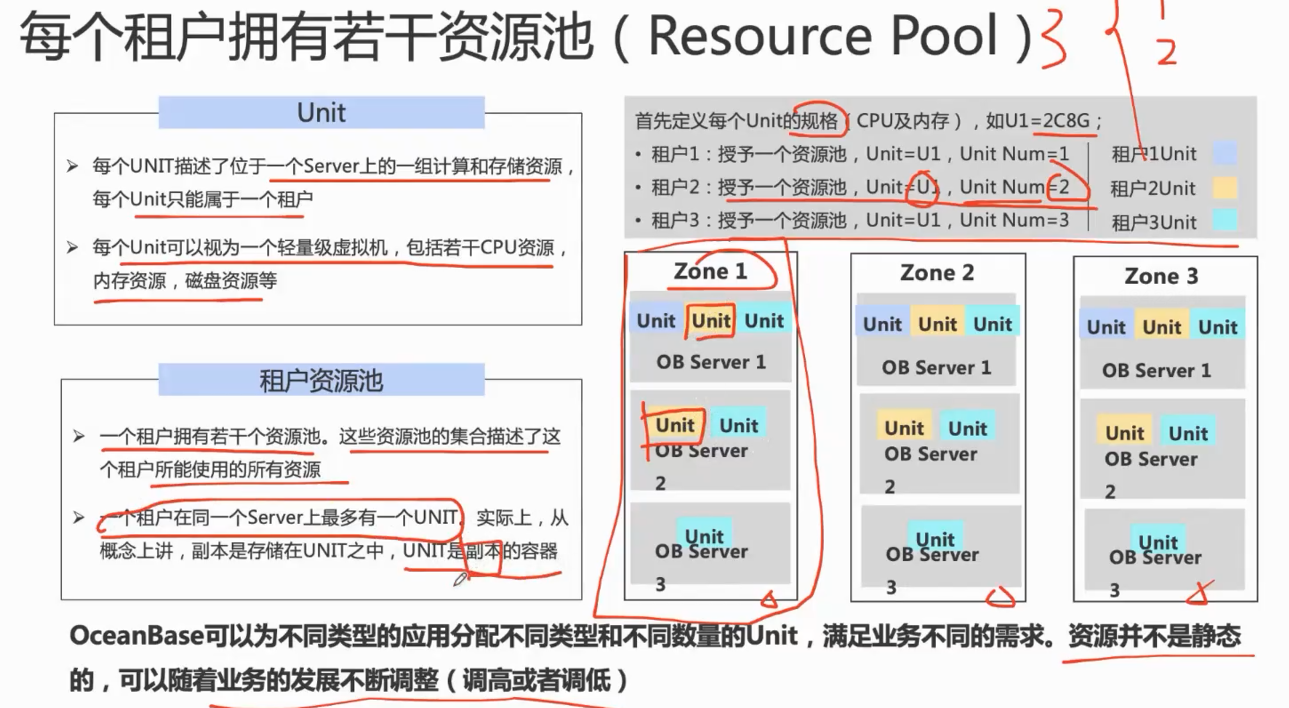 每个租户拥有若干资源池（Resource Pool）3
1
2
Unit
每个UNIT描述了位于一个Server上的一组计算和存储资源，
每个Unit只能属于一个租户
每个Unit可以视为一个轻量级虚拟机，包括若干CPU资源，
内存资源，磁盘资源等
租户资源池
一个租户拥有若干个资源池。这些资源池的集合描述了这
个租户所能使用的所有资源
一个租户在同一个Server上最多有一个UNIT。实际上，从
概念上讲，副本是存储在UNIT之中，UNIT是副本的容器
首先定义每个Unit的规格（CPU及内存），如U1=2C8G；
• 租户1：授予一个资源池，Unit=U1，Unit Num=1
• 租户2：授予一个资源池，Unit=U1，Unit Num=2
• 租户3：授予一个资源池，Unit=U1，Unit Num=3
租户1Unit
租户2Unit
租户3Unit
Zone 1
Unit Unit Unit
OB Server 1
Unit Unit
OB Server
2
Unit
OB Server
3
Zone 2
Unit Unit Unit
OB Server 1
Unit Unit
OB Server
2
Unit
OB Server
3
Zone 3
Unit Unit Unit
OB Server 1
Unit Unit
OB Server
2
Unit
OB Server
3
OceanBase可以为不同类型的应用分配不同类型和不同数量的Unit，满足业务不同的需求。资源并不是静态
的，可以随着业务的发展不断调整（调高或者调低）